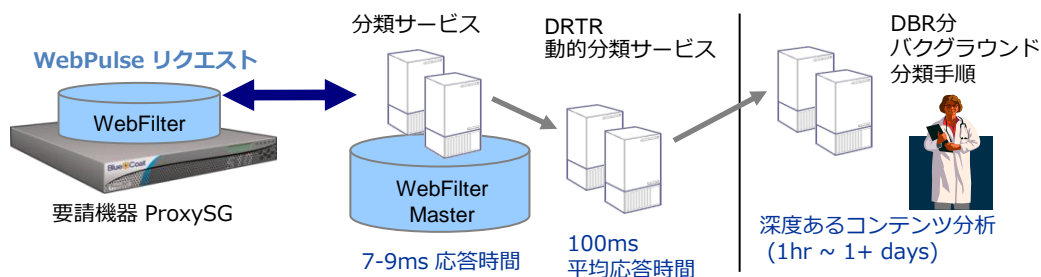 WebPulse リクエスト
WebFilter
Blue Coat
要請機器 ProxySG
分類サービス
WebFilter
Master
7-9ms 応答時間
DRTR
動的分類サービス
100ms
平均応答時間
DBR分
バクグラウンド
分類手順
深度あるコンテンツ分析
(1hr ~ 1+ days)